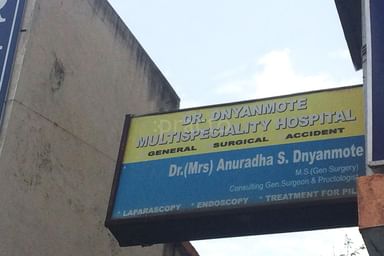 DR. DNYANMOTE
MULTISPECIALITY HOSPITAL
GENERAL SURGICAL ACCIDENT
Dr.(Mrs) Anuradha S. Dnyanmote
M.S (Gen Surgery)
Consulting Gen.Surgeon & Proctologist
* LAPARASCOPY * ENDOSCOPY * TREATMENT FOR PIL